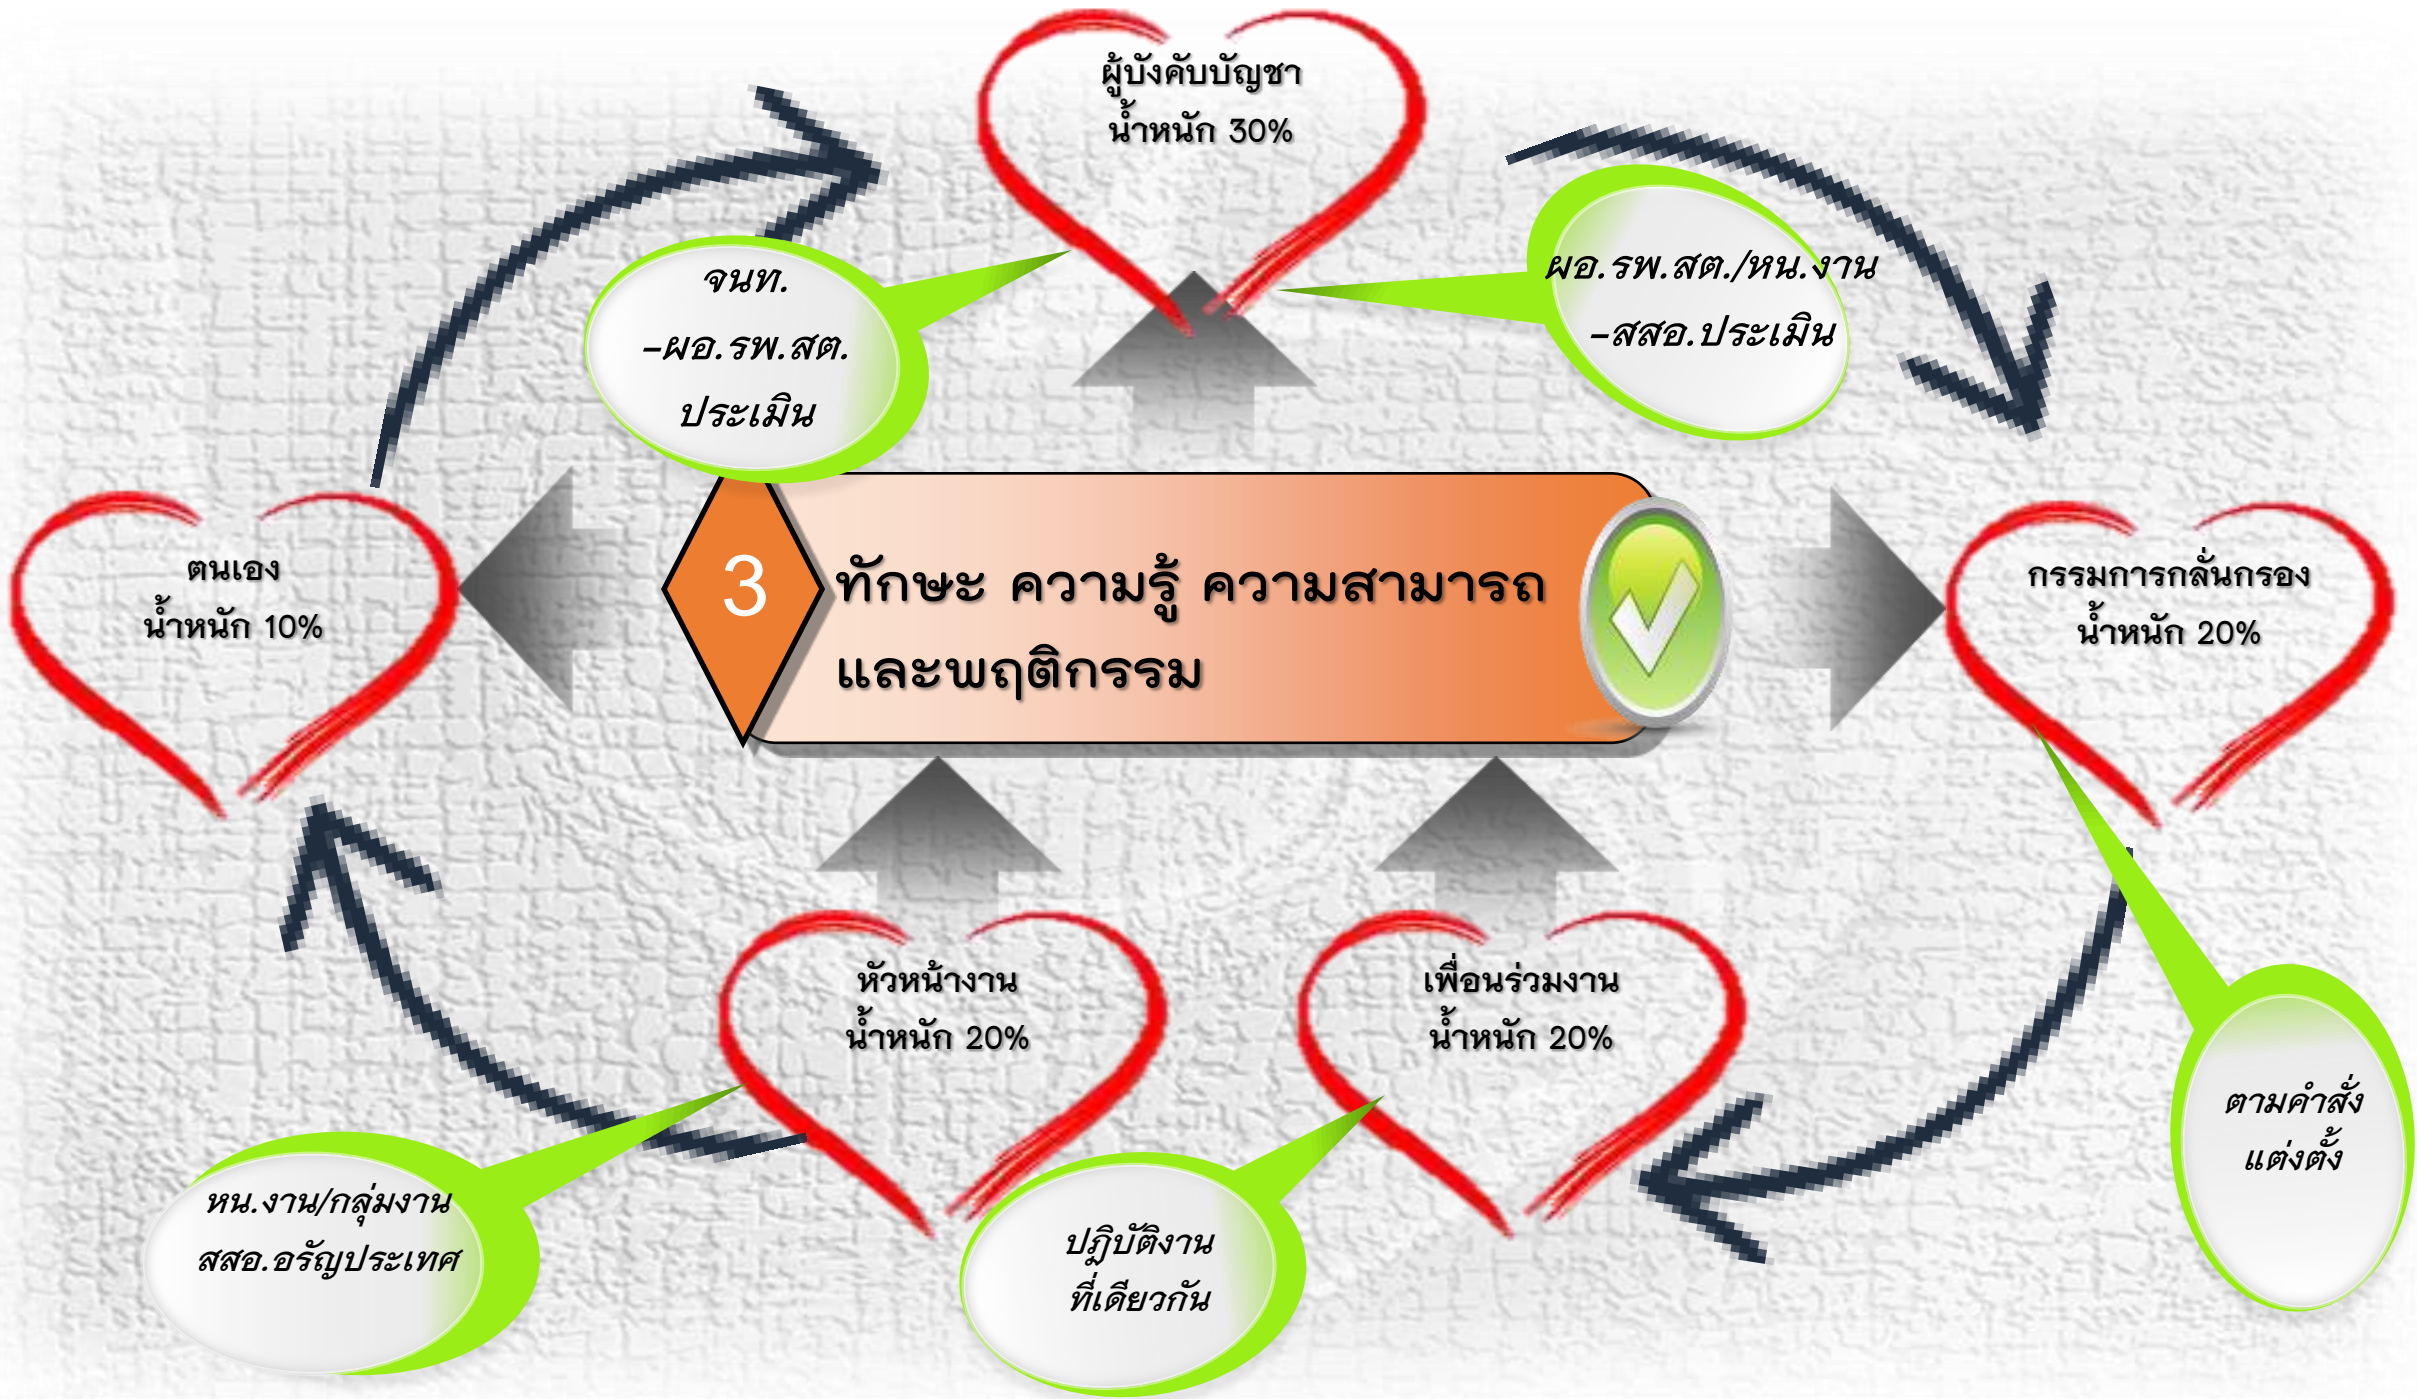 ผู้บังคับบัญชา
น้ำหนัก 30%
จนท.
-ผอ.รพ.สต.
ประเมิน
ผอ.รพ.สต./หน.งาน
-สสอ.ประเมิน
ตนเอง
น้ำหนัก 10%
3
ทักษะ ความรู้ ความสามารถ
และพฤติกรรม
กรรมการกลั่นกรอง
น้ำหนัก 20%
หัวหน้างาน
น้ำหนัก 20%
เพื่อนร่วมงาน
น้ำหนัก 20%
หน.งาน/กลุ่มงาน
สสอ.อรัญประเทศ
ปฎิบัติงาน
ที่เดียวกัน
ตามคำสั่ง
แต่งตั้ง